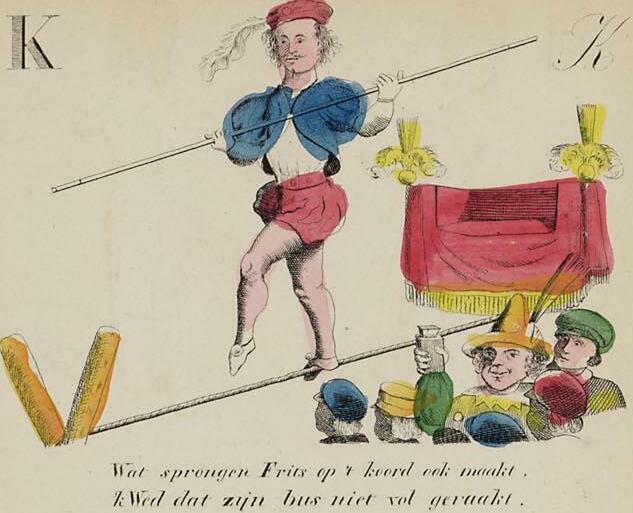 K K
Wat sprongen Frits op 't koord ook maakt,
'k Wed dat zijn bus niet vol geraakt.